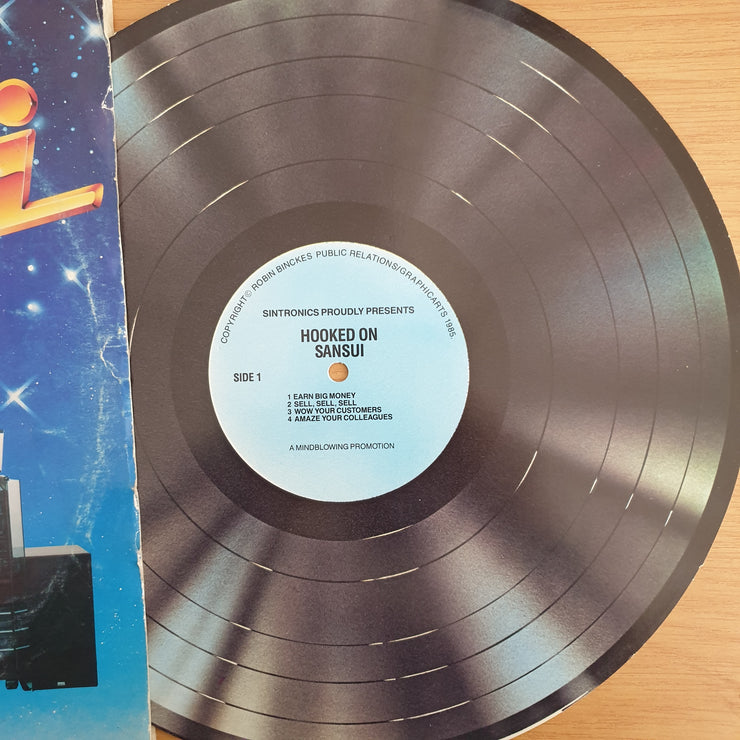 COPYRIGHT© ROBIN BINCKES PUBLIC RELATIONS/GRAPHICARTS 1985.
SINTRONICS PROUDLY PRESENTS
HOOKED ON
SANSUI
SIDE 1
1 EARN BIG MONEY
2 SELL, SELL, SELL
3 WOW YOUR CUSTOMERS
4 AMAZE YOUR COLLEAGUES
A MINDBLOWING PROMOTION
i